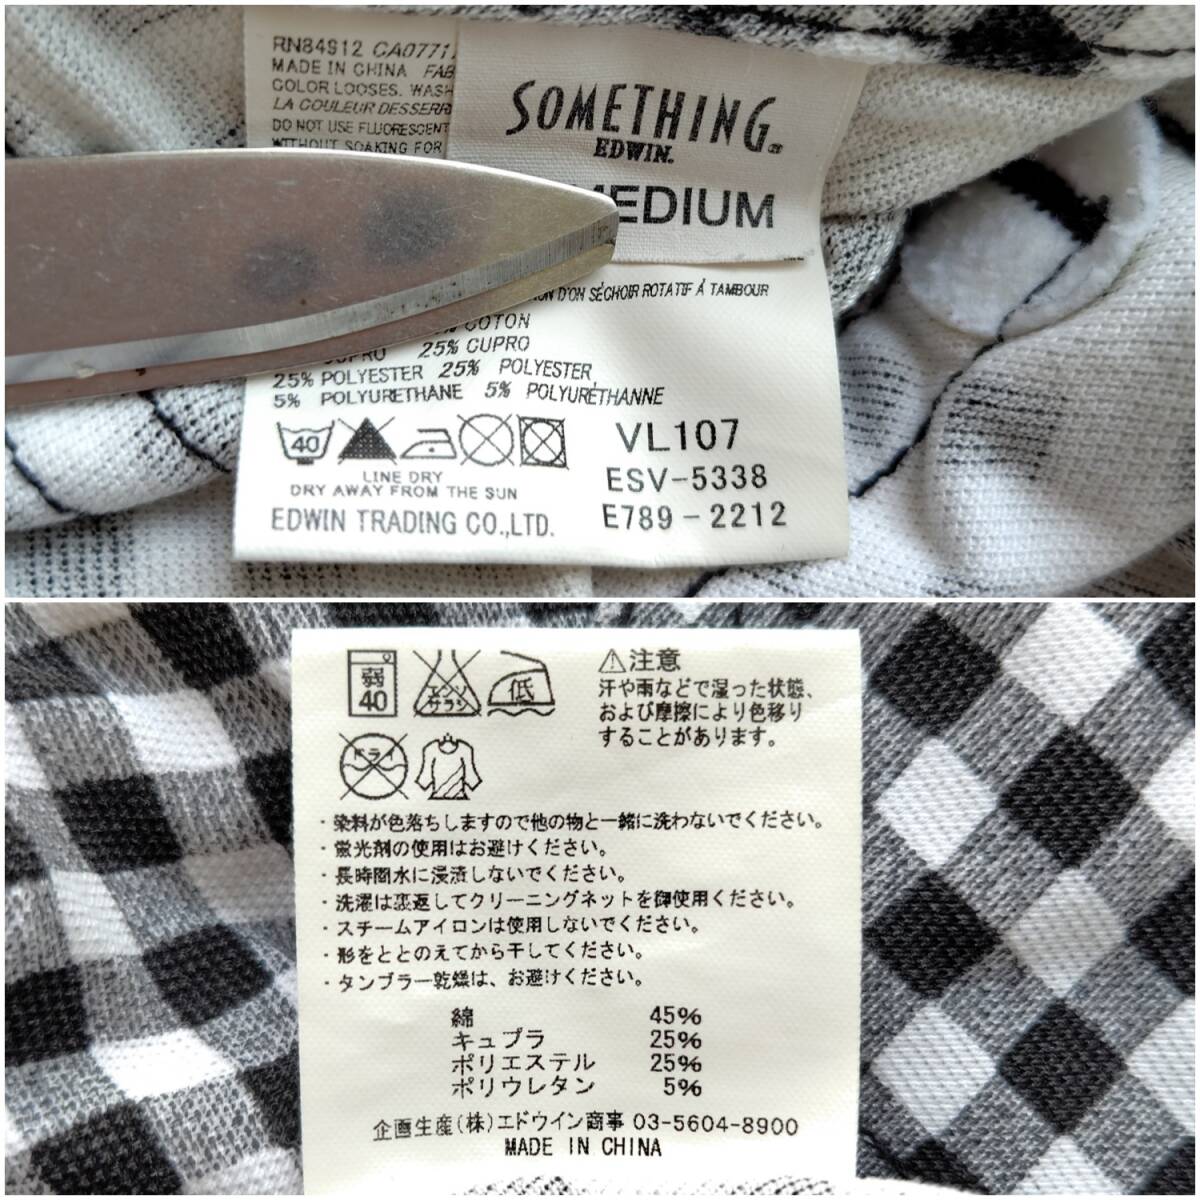 RN84912 CA0771
MADE IN CHINA FAB
COLOR LOOSES. WASH
LA COULEUR DESSERR
DO NOT USE FLUORESCENT
WITHOUT SOAKING FOR
SOMETHING
EDWIN.
MEDIUM
D'ON SÉCHOIR ROTATIF À TAMBOUR
% COTON
CUPRO 25% CUPRO
25% POLYESTER 25% POLYESTER
5% POLYURETHANE 5% POLYURÉTHANNE
40
LINE DRY
DRY AWAY FROM THE SUN
EDWIN TRADING CO.,LTD.
VL107
ESV-5338
E789-2212
弱
40
エンソ
サラシ
低
ドライ
⚠注意
汗や雨などで湿った状態、
および摩擦により色移り
することがあります。
・染料が色落ちしますので他の物と一緒に洗わないでください。
・蛍光剤の使用はお避けください。
・長時間水に浸漬しないでください。
・洗濯は裏返してクリーニングネットを御使用ください。
・スチームアイロンは使用しないでください。
・形をととのえてから干してください。
・タンブラー乾燥は、お避けください。
綿 45%
キュプラ 25%
ポリエステル 25%
ポリウレタン 5%
企画生産(株)エドウイン商事 03-5604-8900
MADE IN CHINA